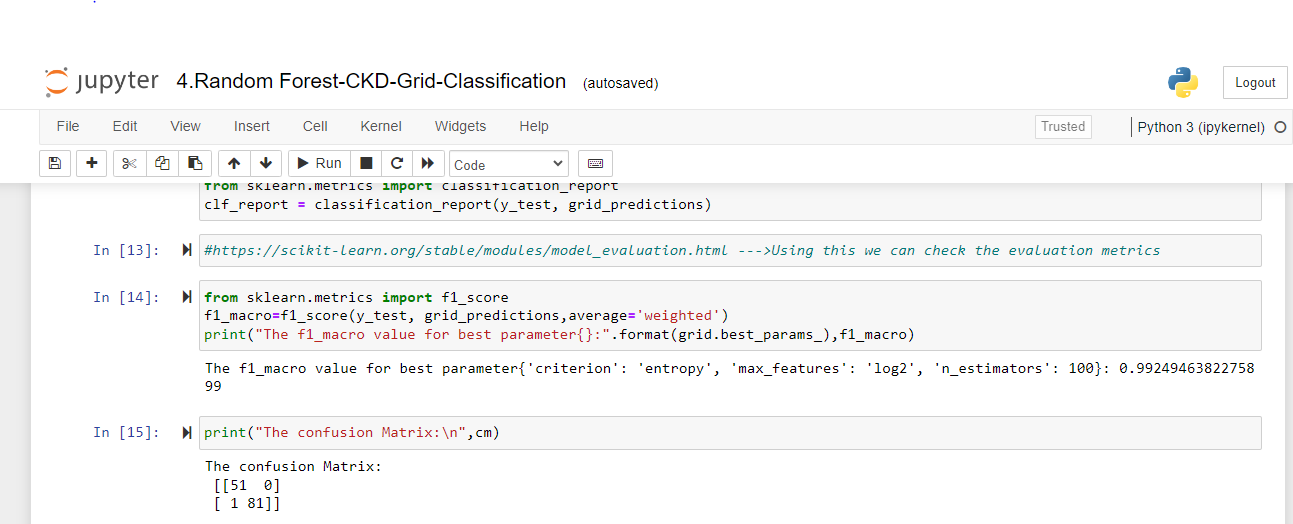 jupyter 4.Random Forest-CKD-Grid-Classification (autosaved)
Logout
File Edit View Insert Cell Kernel Widgets Help Trusted Python 3 (ipykernel)
Run Code
from sklearn.metrics import classification_report
clf_report = classification_report(y_test, grid_predictions)
In [13]: #https://scikit-learn.org/stable/modules/model_evaluation.html --->Using this we can check the evaluation metrics
In [14]: from sklearn.metrics import f1_score
f1_macro=f1_score(y_test, grid_predictions,average='weighted')
print("The f1_macro value for best parameter{}:".format(grid.best_params_),f1_macro)
The f1_macro value for best parameter{'criterion': 'entropy', 'max_features': 'log2', 'n_estimators': 100}: 0.99249463822758
99
In [15]: print("The confusion Matrix:\n",cm)
The confusion Matrix:
[[51  0]
[ 1 81]]